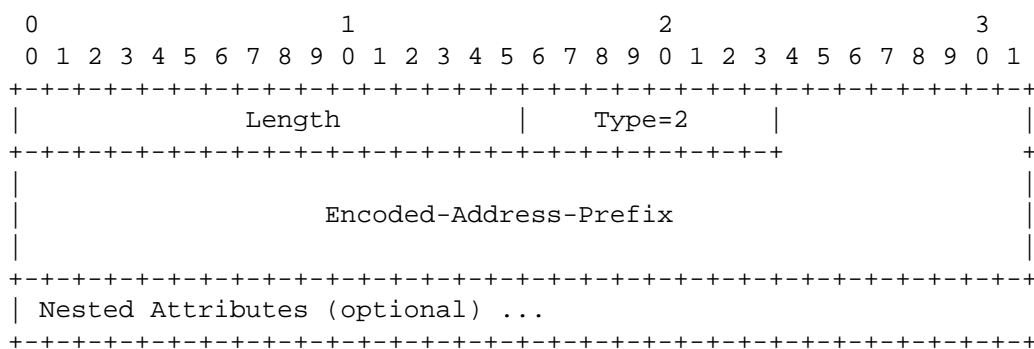 0                   1                   2                   3
 0 1 2 3 4 5 6 7 8 9 0 1 2 3 4 5 6 7 8 9 0 1 2 3 4 5 6 7 8 9 0 1
+-+-+-+-+-+-+-+-+-+-+-+-+-+-+-+-+-+-+-+-+-+-+-+-+-+-+-+-+-+-+-+-+
|              Length           |    Type=2     |               |
+-+-+-+-+-+-+-+-+-+-+-+-+-+-+-+-+-+-+-+-+-+-+-+-+               +
|                                                               |
|                   Encoded-Address-Prefix                      |
|                                                               |
+-+-+-+-+-+-+-+-+-+-+-+-+-+-+-+-+-+-+-+-+-+-+-+-+-+-+-+-+-+-+-+-+
| Nested Attributes (optional) ...
+-+-+-+-+-+-+-+-+-+-+-+-+-+-+-+-+-+-+-+-+-+-+-+-+-+-+-+-+-+-+-+-+